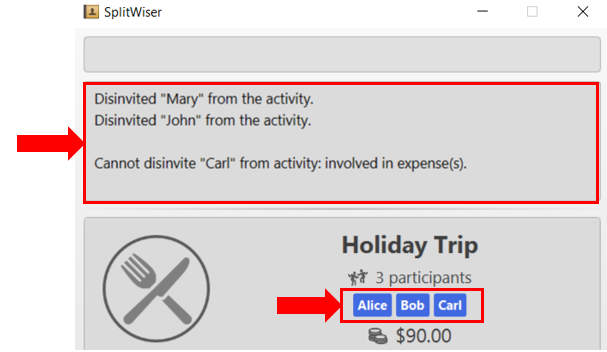 SplitWiser
Disinvited "Mary" from the activity.
Disinvited "John" from the activity.
Cannot disinvite "Carl" from activity: involved in expense(s).
Holiday Trip
3 participants
Alice Bob Carl
$90.00